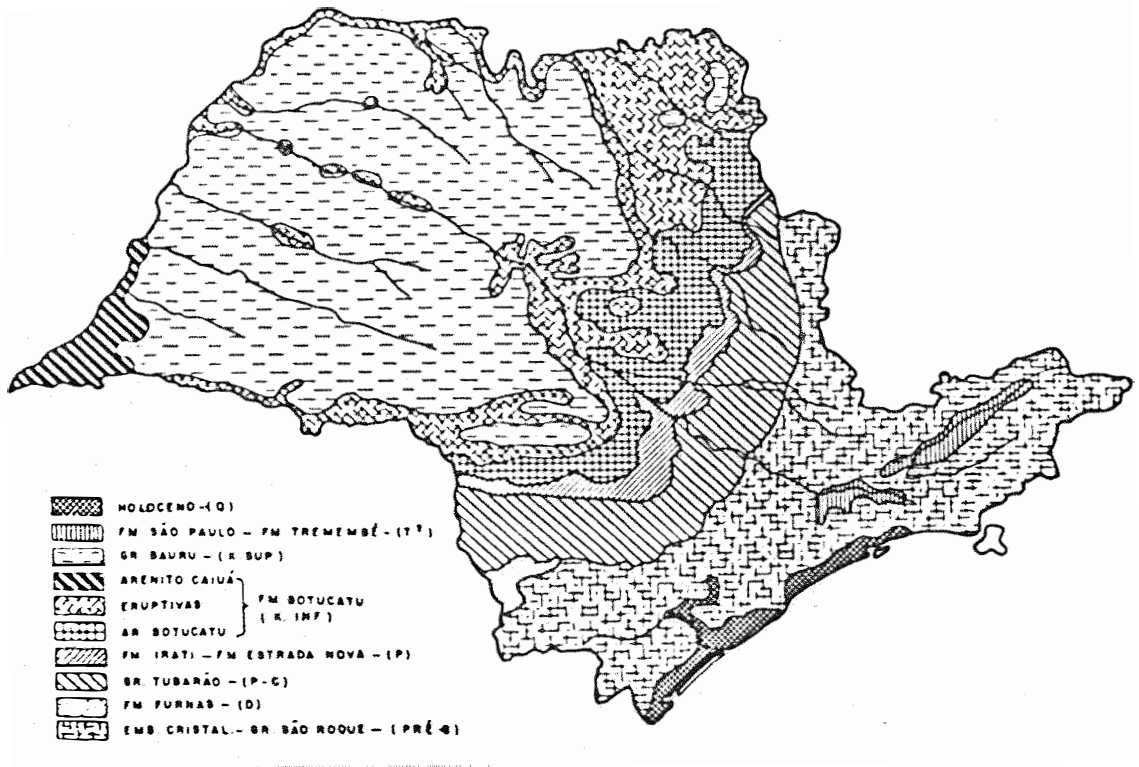 HOLOCENO-(Q)
FM SÃO PAULO - FM TREMEMBÉ-(T ?)
GR BAURU-(K SUP)
ARENITO CAIUÁ
ERUPTIVAS
AR. BOTUCATU
FM BOTUCATU
(K. INF)
FM IRATI - FM ESTRADA NOVA-(P)
GR. TUBARÃO-(P-C)
FM FURNAS-(D)
EMB. CRISTAL.- GR. SÃO ROQUE-(PRÉ-Є)